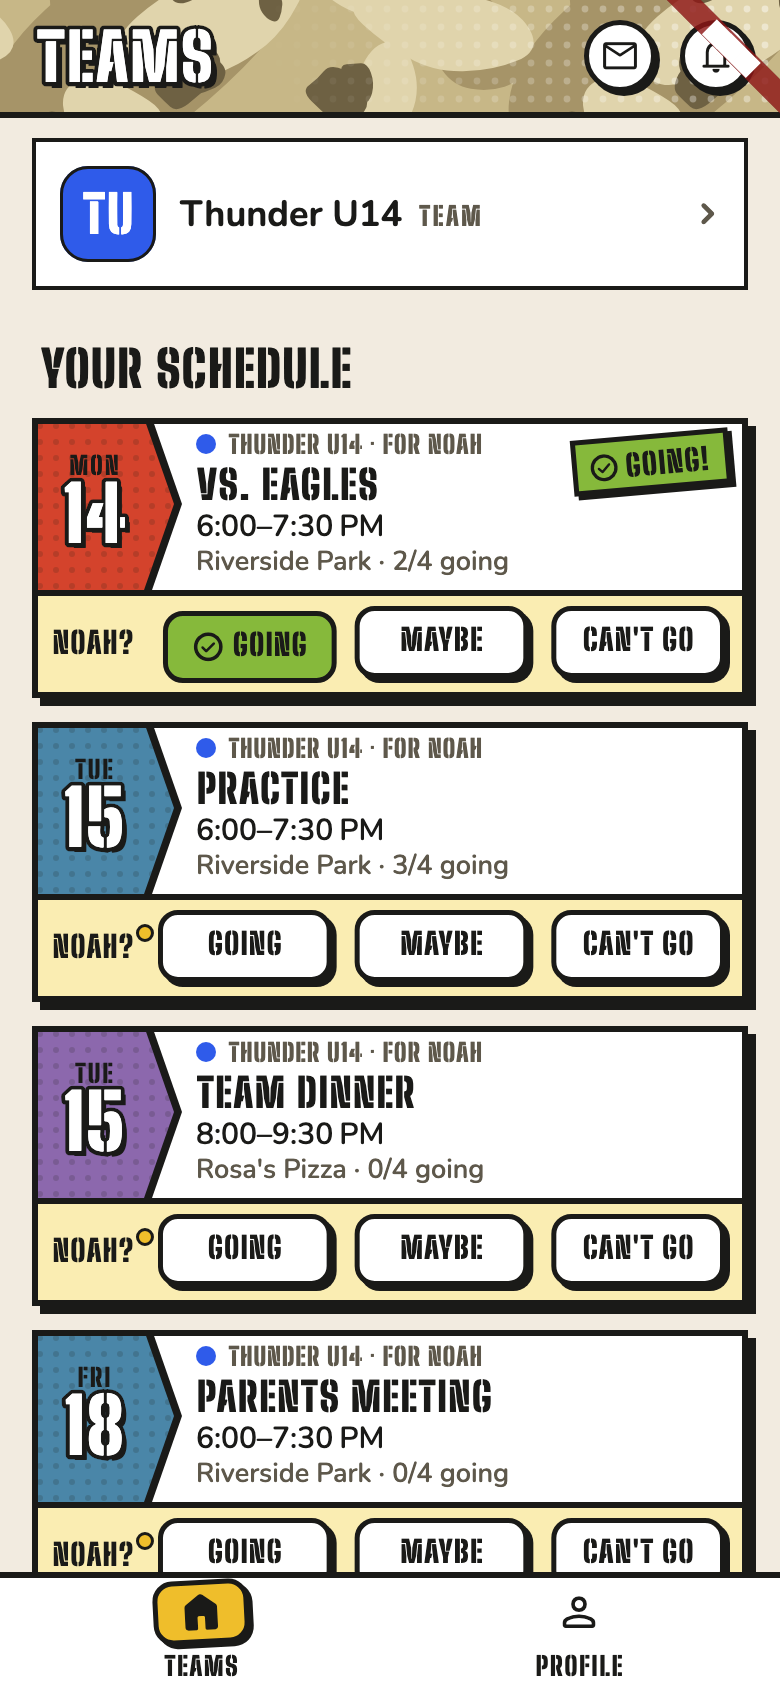 TEAMS
TU
Thunder U14 TEAM
YOUR SCHEDULE
MON
14
THUNDER U14 · FOR NOAH
VS. EAGLES
6:00–7:30 PM
Riverside Park · 2/4 going
GOING!
NOAH?
GOING
MAYBE
CAN'T GO
TUE
15
THUNDER U14 · FOR NOAH
PRACTICE
6:00–7:30 PM
Riverside Park · 3/4 going
NOAH?
GOING
MAYBE
CAN'T GO
TUE
15
THUNDER U14 · FOR NOAH
TEAM DINNER
8:00–9:30 PM
Rosa's Pizza · 0/4 going
NOAH?
GOING
MAYBE
CAN'T GO
FRI
18
THUNDER U14 · FOR NOAH
PARENTS MEETING
6:00–7:30 PM
Riverside Park · 0/4 going
NOAH?
GOING
MAYBE
CAN'T GO
TEAMS
PROFILE